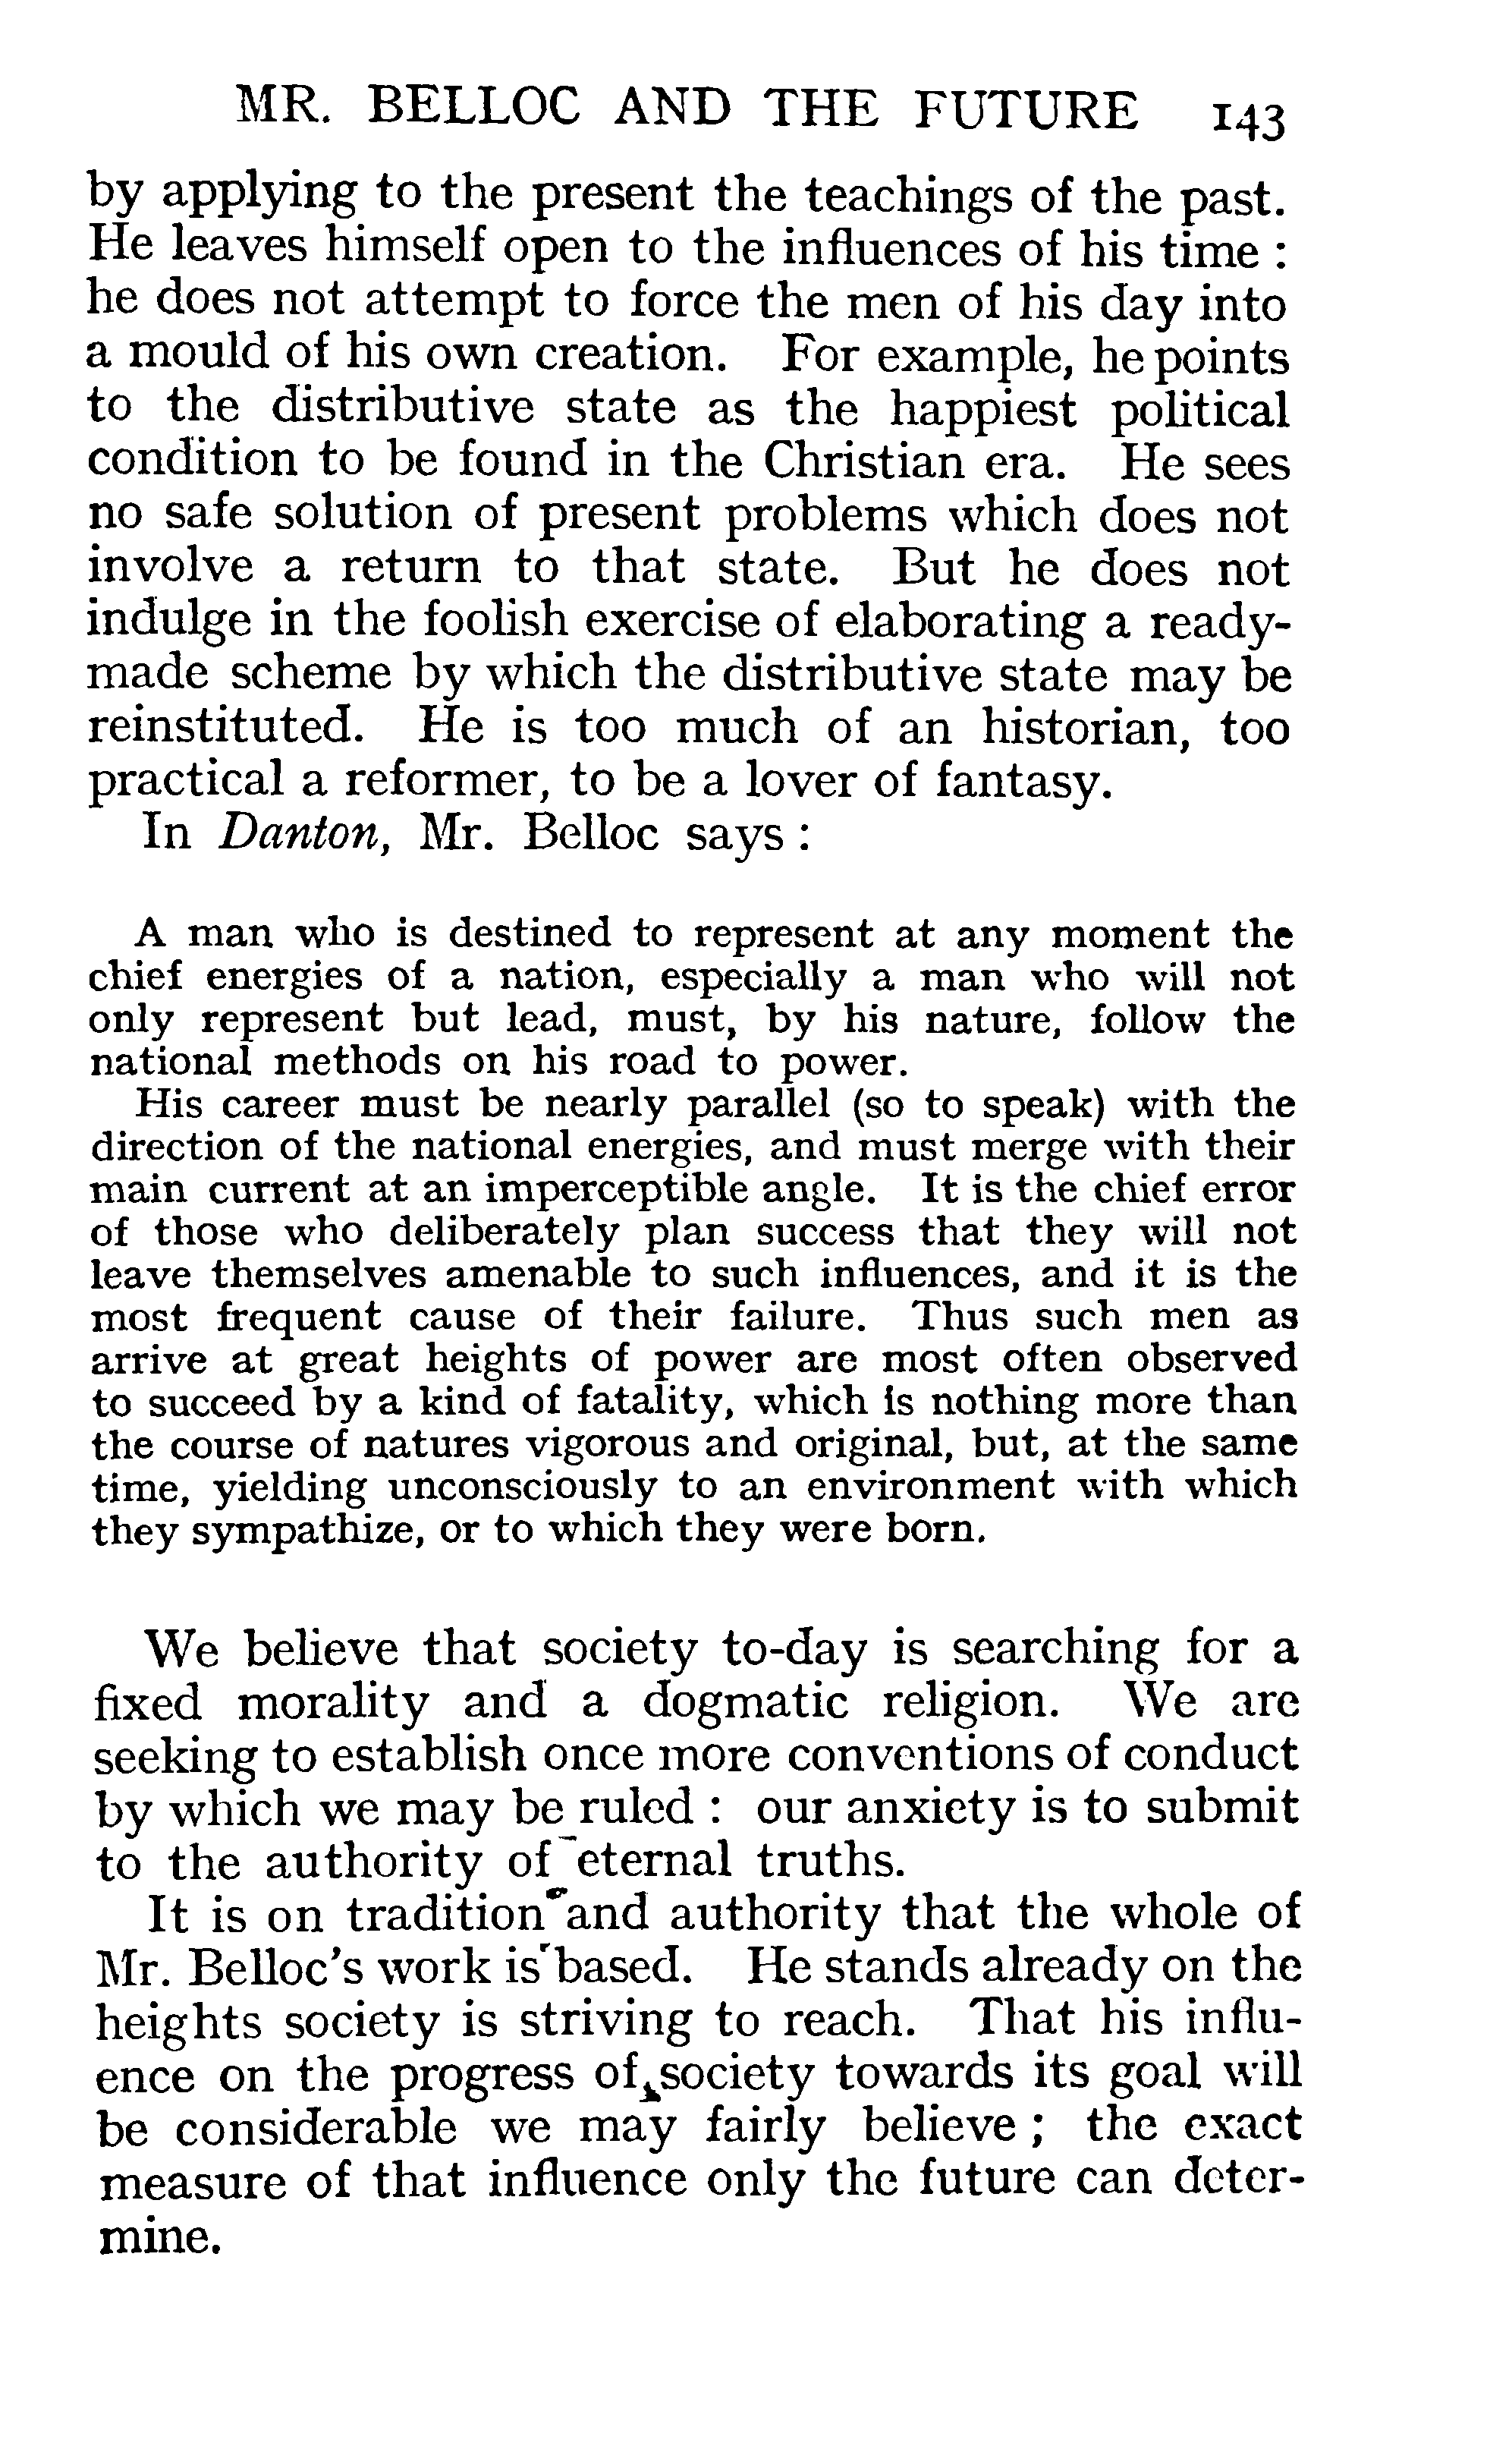 MR. BELLOC AND THE FUTURE 143
by applying to the present the teachings of the past.
He leaves himself open to the influences of his time :
he does not attempt to force the men of his day into
a mould of his own creation. For example, he points
to the distributive state as the happiest political
condition to be found in the Christian era. He sees
no safe solution of present problems which does not
involve a return to that state. But he does not
indulge in the foolish exercise of elaborating a ready-
made scheme by which the distributive state may be
reinstituted. He is too much of an historian, too
practical a reformer, to be a lover of fantasy.
In Danton, Mr. Belloc says :
A man who is destined to represent at any moment the
chief energies of a nation, especially a man who will not
only represent but lead, must, by his nature, follow the
national methods on his road to power.
His career must be nearly parallel (so to speak) with the
direction of the national energies, and must merge with their
main current at an imperceptible angle. It is the chief error
of those who deliberately plan success that they will not
leave themselves amenable to such influences, and it is the
most frequent cause of their failure. Thus such men as
arrive at great heights of power are most often observed
to succeed by a kind of fatality, which is nothing more than
the course of natures vigorous and original, but, at the same
time, yielding unconsciously to an environment with which
they sympathize, or to which they were born.
We believe that society to-day is searching for a
fixed morality and a dogmatic religion. We are
seeking to establish once more conventions of conduct
by which we may be ruled : our anxiety is to submit
to the authority of eternal truths.
It is on tradition and authority that the whole of
Mr. Belloc's work is based. He stands already on the
heights society is striving to reach. That his influ-
ence on the progress of society towards its goal will
be considerable we may fairly believe ; the exact
measure of that influence only the future can deter-
mine.